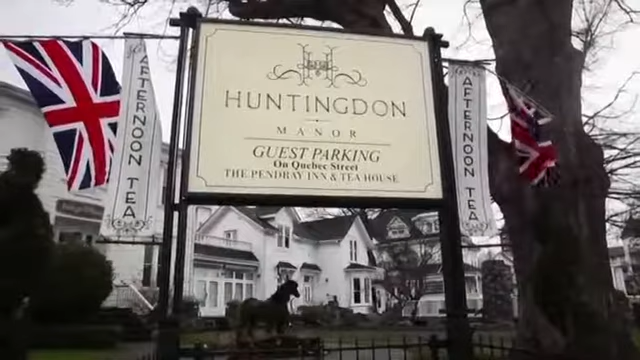 AFTERNOON TEA
HUNTINGDON
MANOR
GUEST PARKING
On Quebec Street
THE PENDRAY INN & TEA HOUSE
AFTERNOON TEA